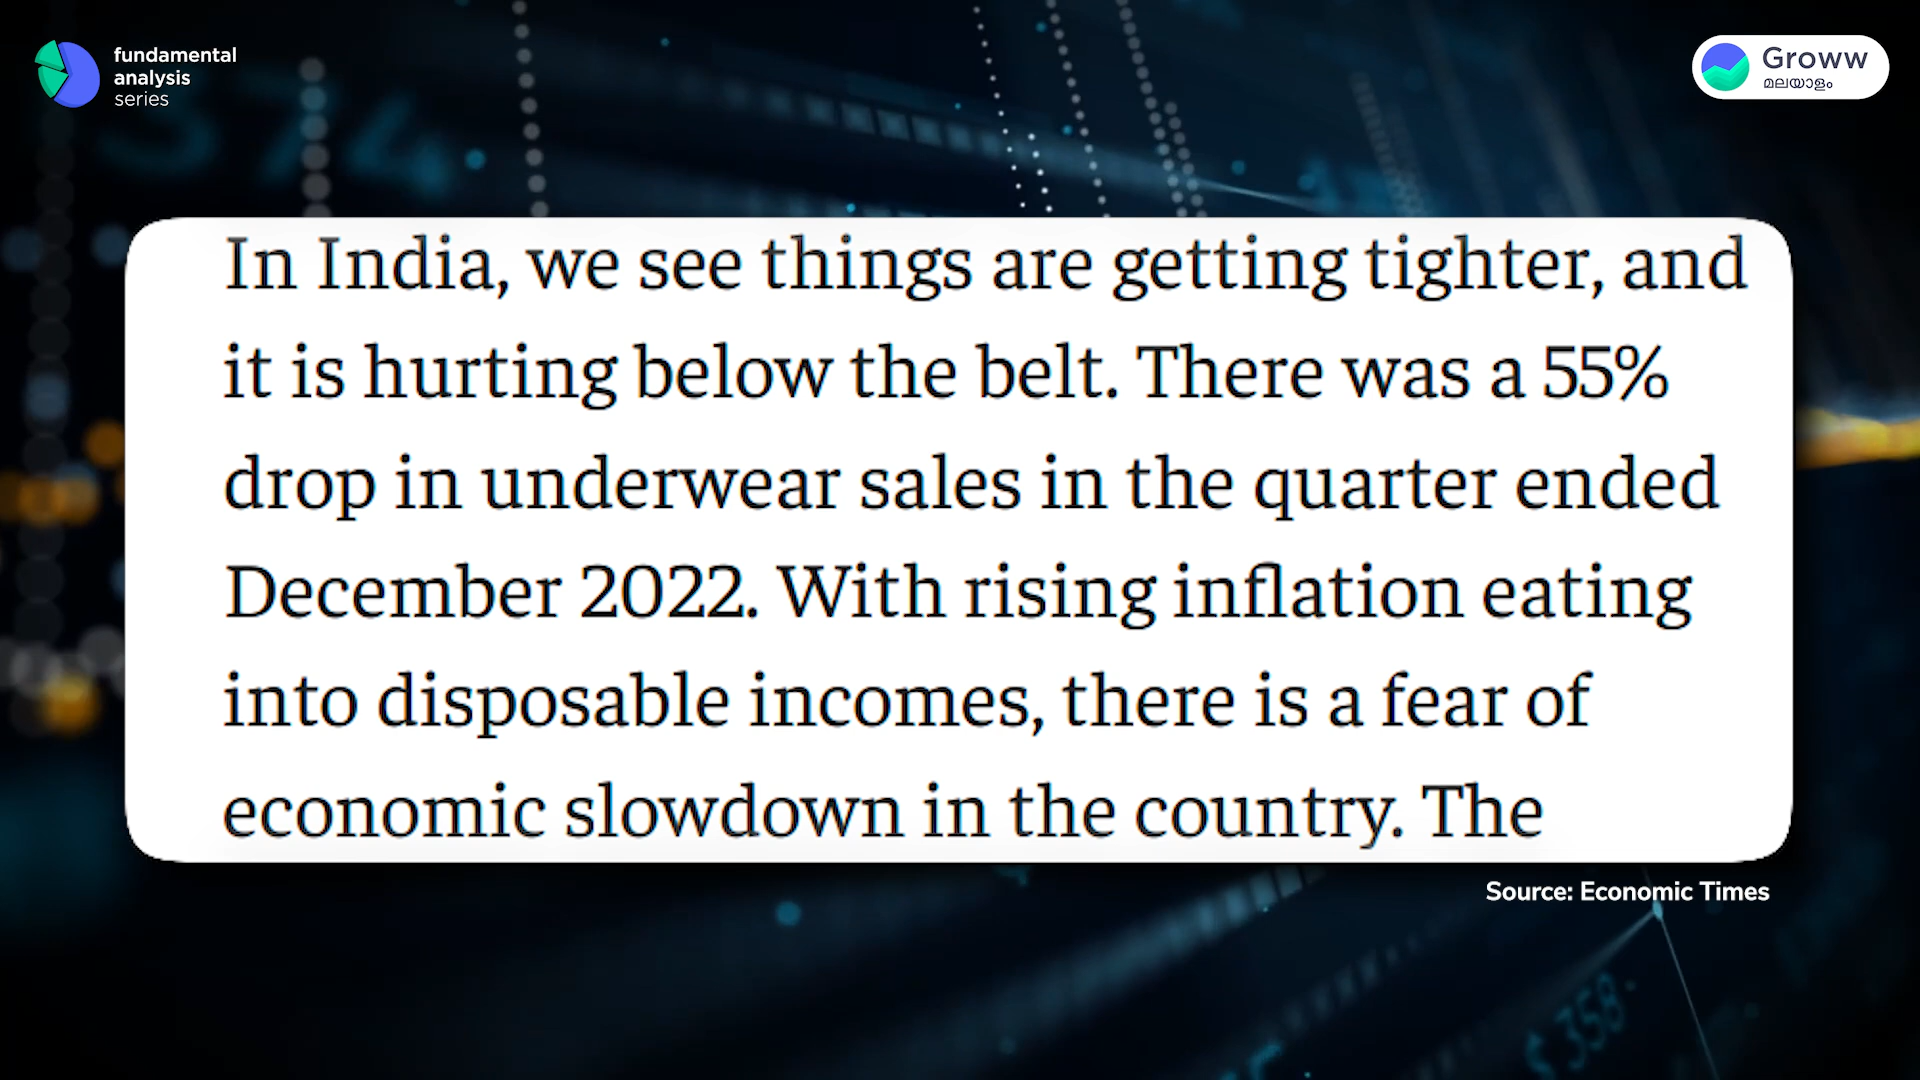 fundamental
analysis
series
Groww
മലയാളം
In India, we see things are getting tighter, and
it is hurting below the belt. There was a 55%
drop in underwear sales in the quarter ended
December 2022. With rising inflation eating
into disposable incomes, there is a fear of
economic slowdown in the country. The
Source: Economic Times
374
358